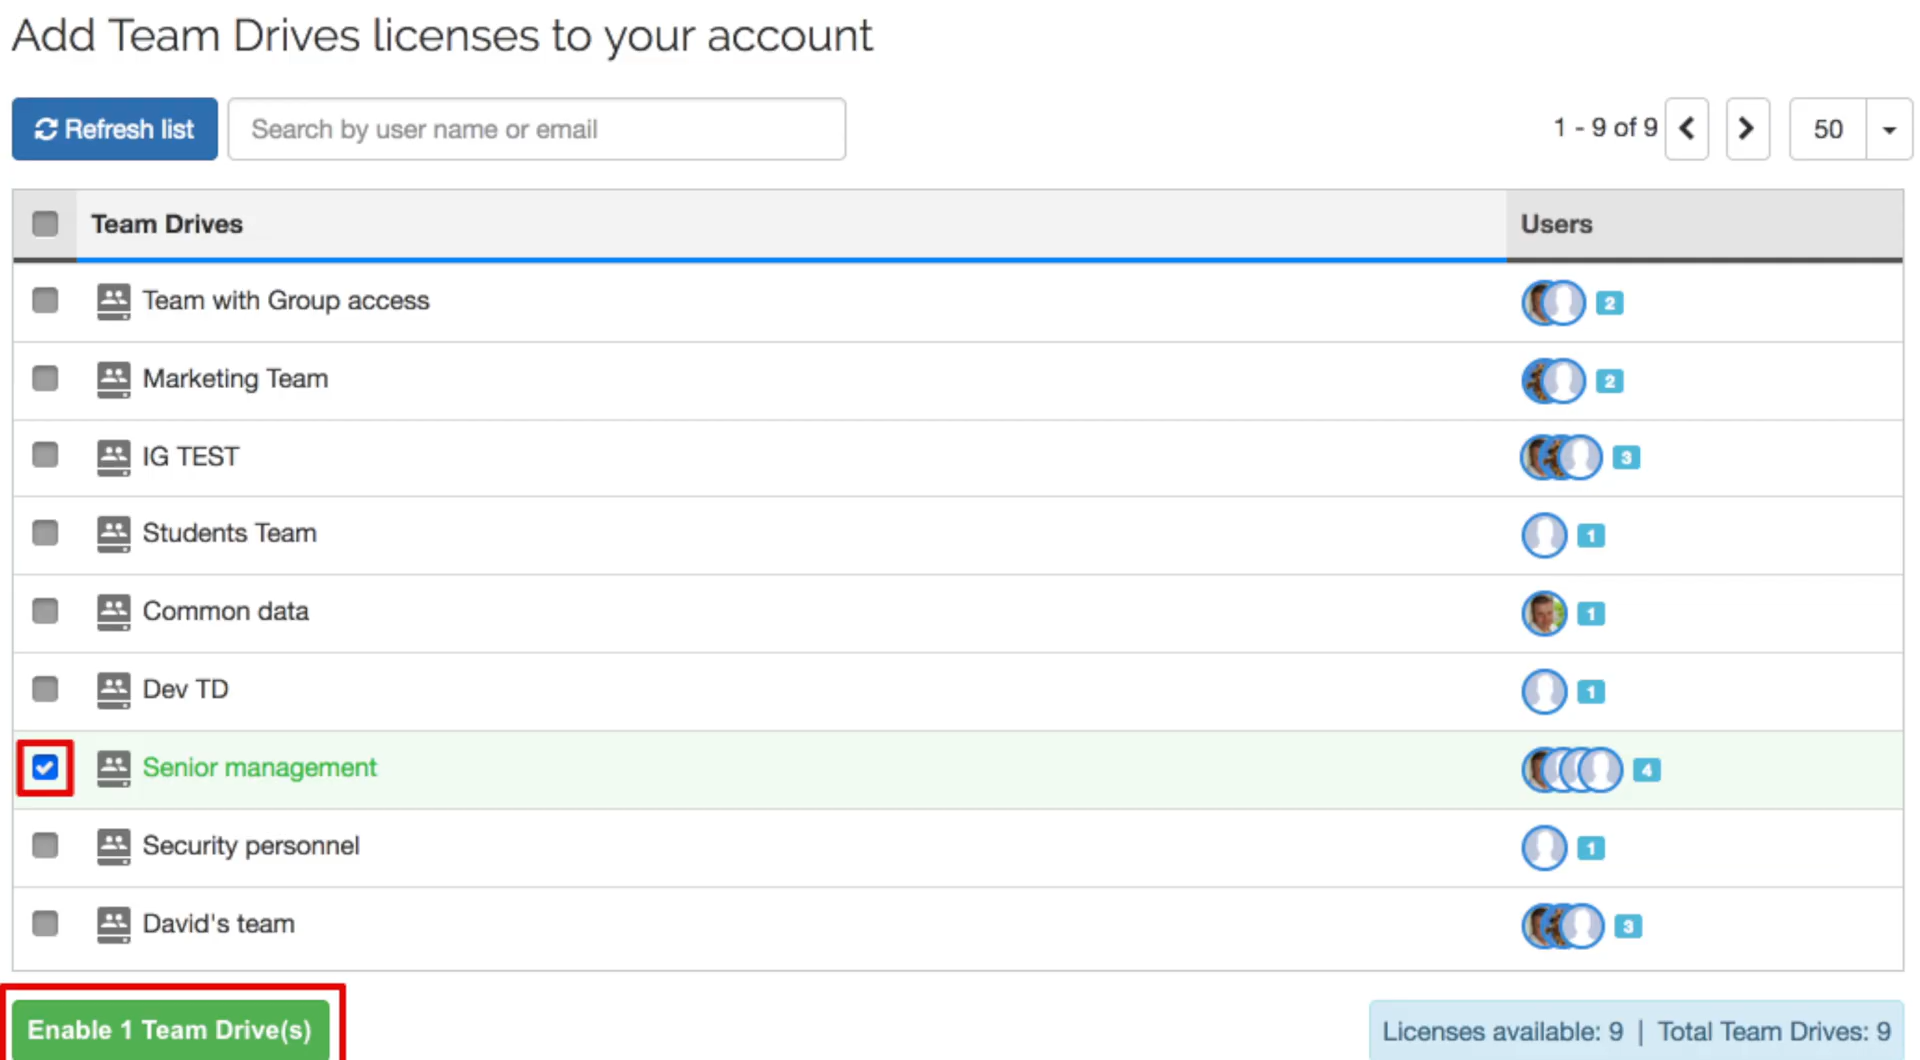 Add Team Drives licenses to your account
Refresh list
Search by user name or email
1 - 9 of 9
50
Team Drives Users
Team with Group access 2
Marketing Team 2
IG TEST 3
Students Team 1
Common data 1
Dev TD 1
Senior management 4
Security personnel 1
David's team 3
Enable 1 Team Drive(s)
Licenses available: 9 | Total Team Drives: 9